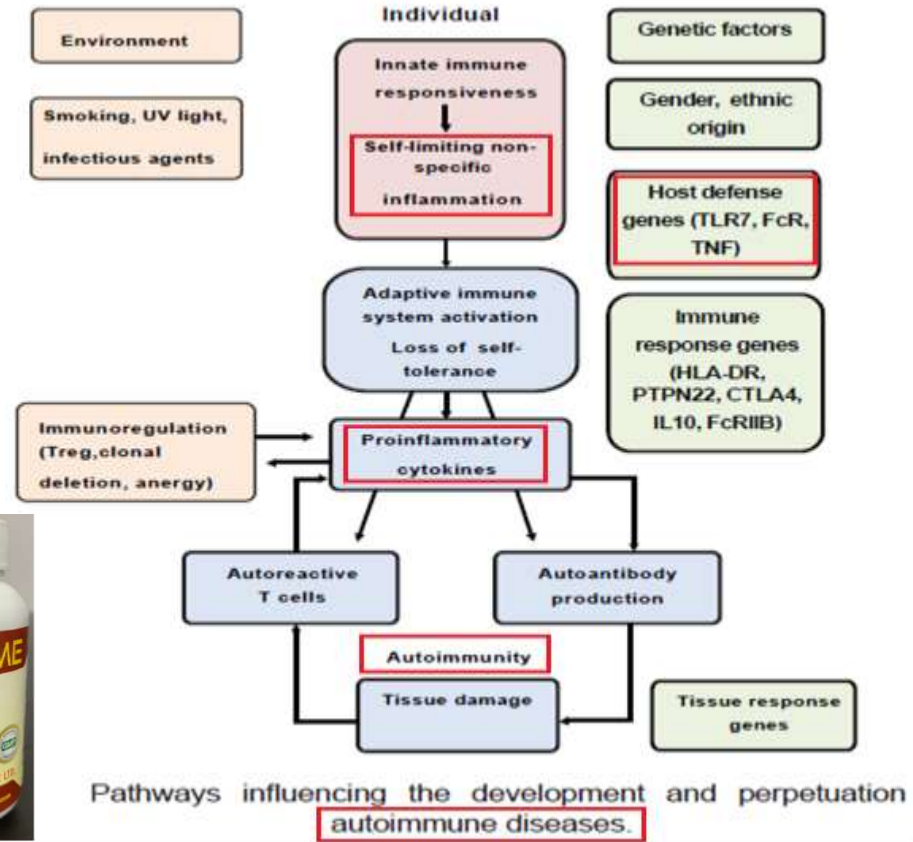 Individual
Environment
Smoking, UV light,
infectious agents
Innate immune
responsiveness
Self-limiting non-
specific
inflammation
Genetic factors
Gender, ethnic
origin
Host defense
genes (TLR7, FcR,
TNF)
Immune
response genes
(HLA-DR,
PTPN22, CTLA4,
IL10, FcRIIB)
Adaptive immune
system activation
Loss of self-
tolerance
Immunoregulation
(Treg,clonal
deletion, anergy)
Proinflammatory
cytokines
Autoreactive
T cells
Autoantibody
production
Autoimmunity
Tissue damage
Tissue response
genes
ME
LTD.
Pathways influencing the development and perpetuation
autoimmune diseases.